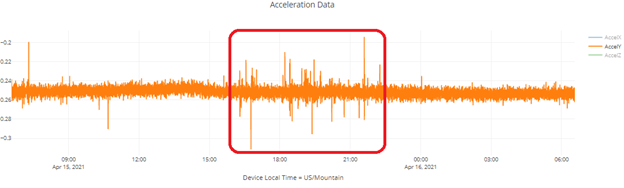 Acceleration Data
AccelX
AccelY
AccelZ
−0.2
0.22
0.24
0.26
0.28
−0.3
09:00
Apr 15, 2021
12:00
15:00
18:00
21:00
00:00
Apr 16, 2021
03:00
06:00
Device Local Time = US/Mountain